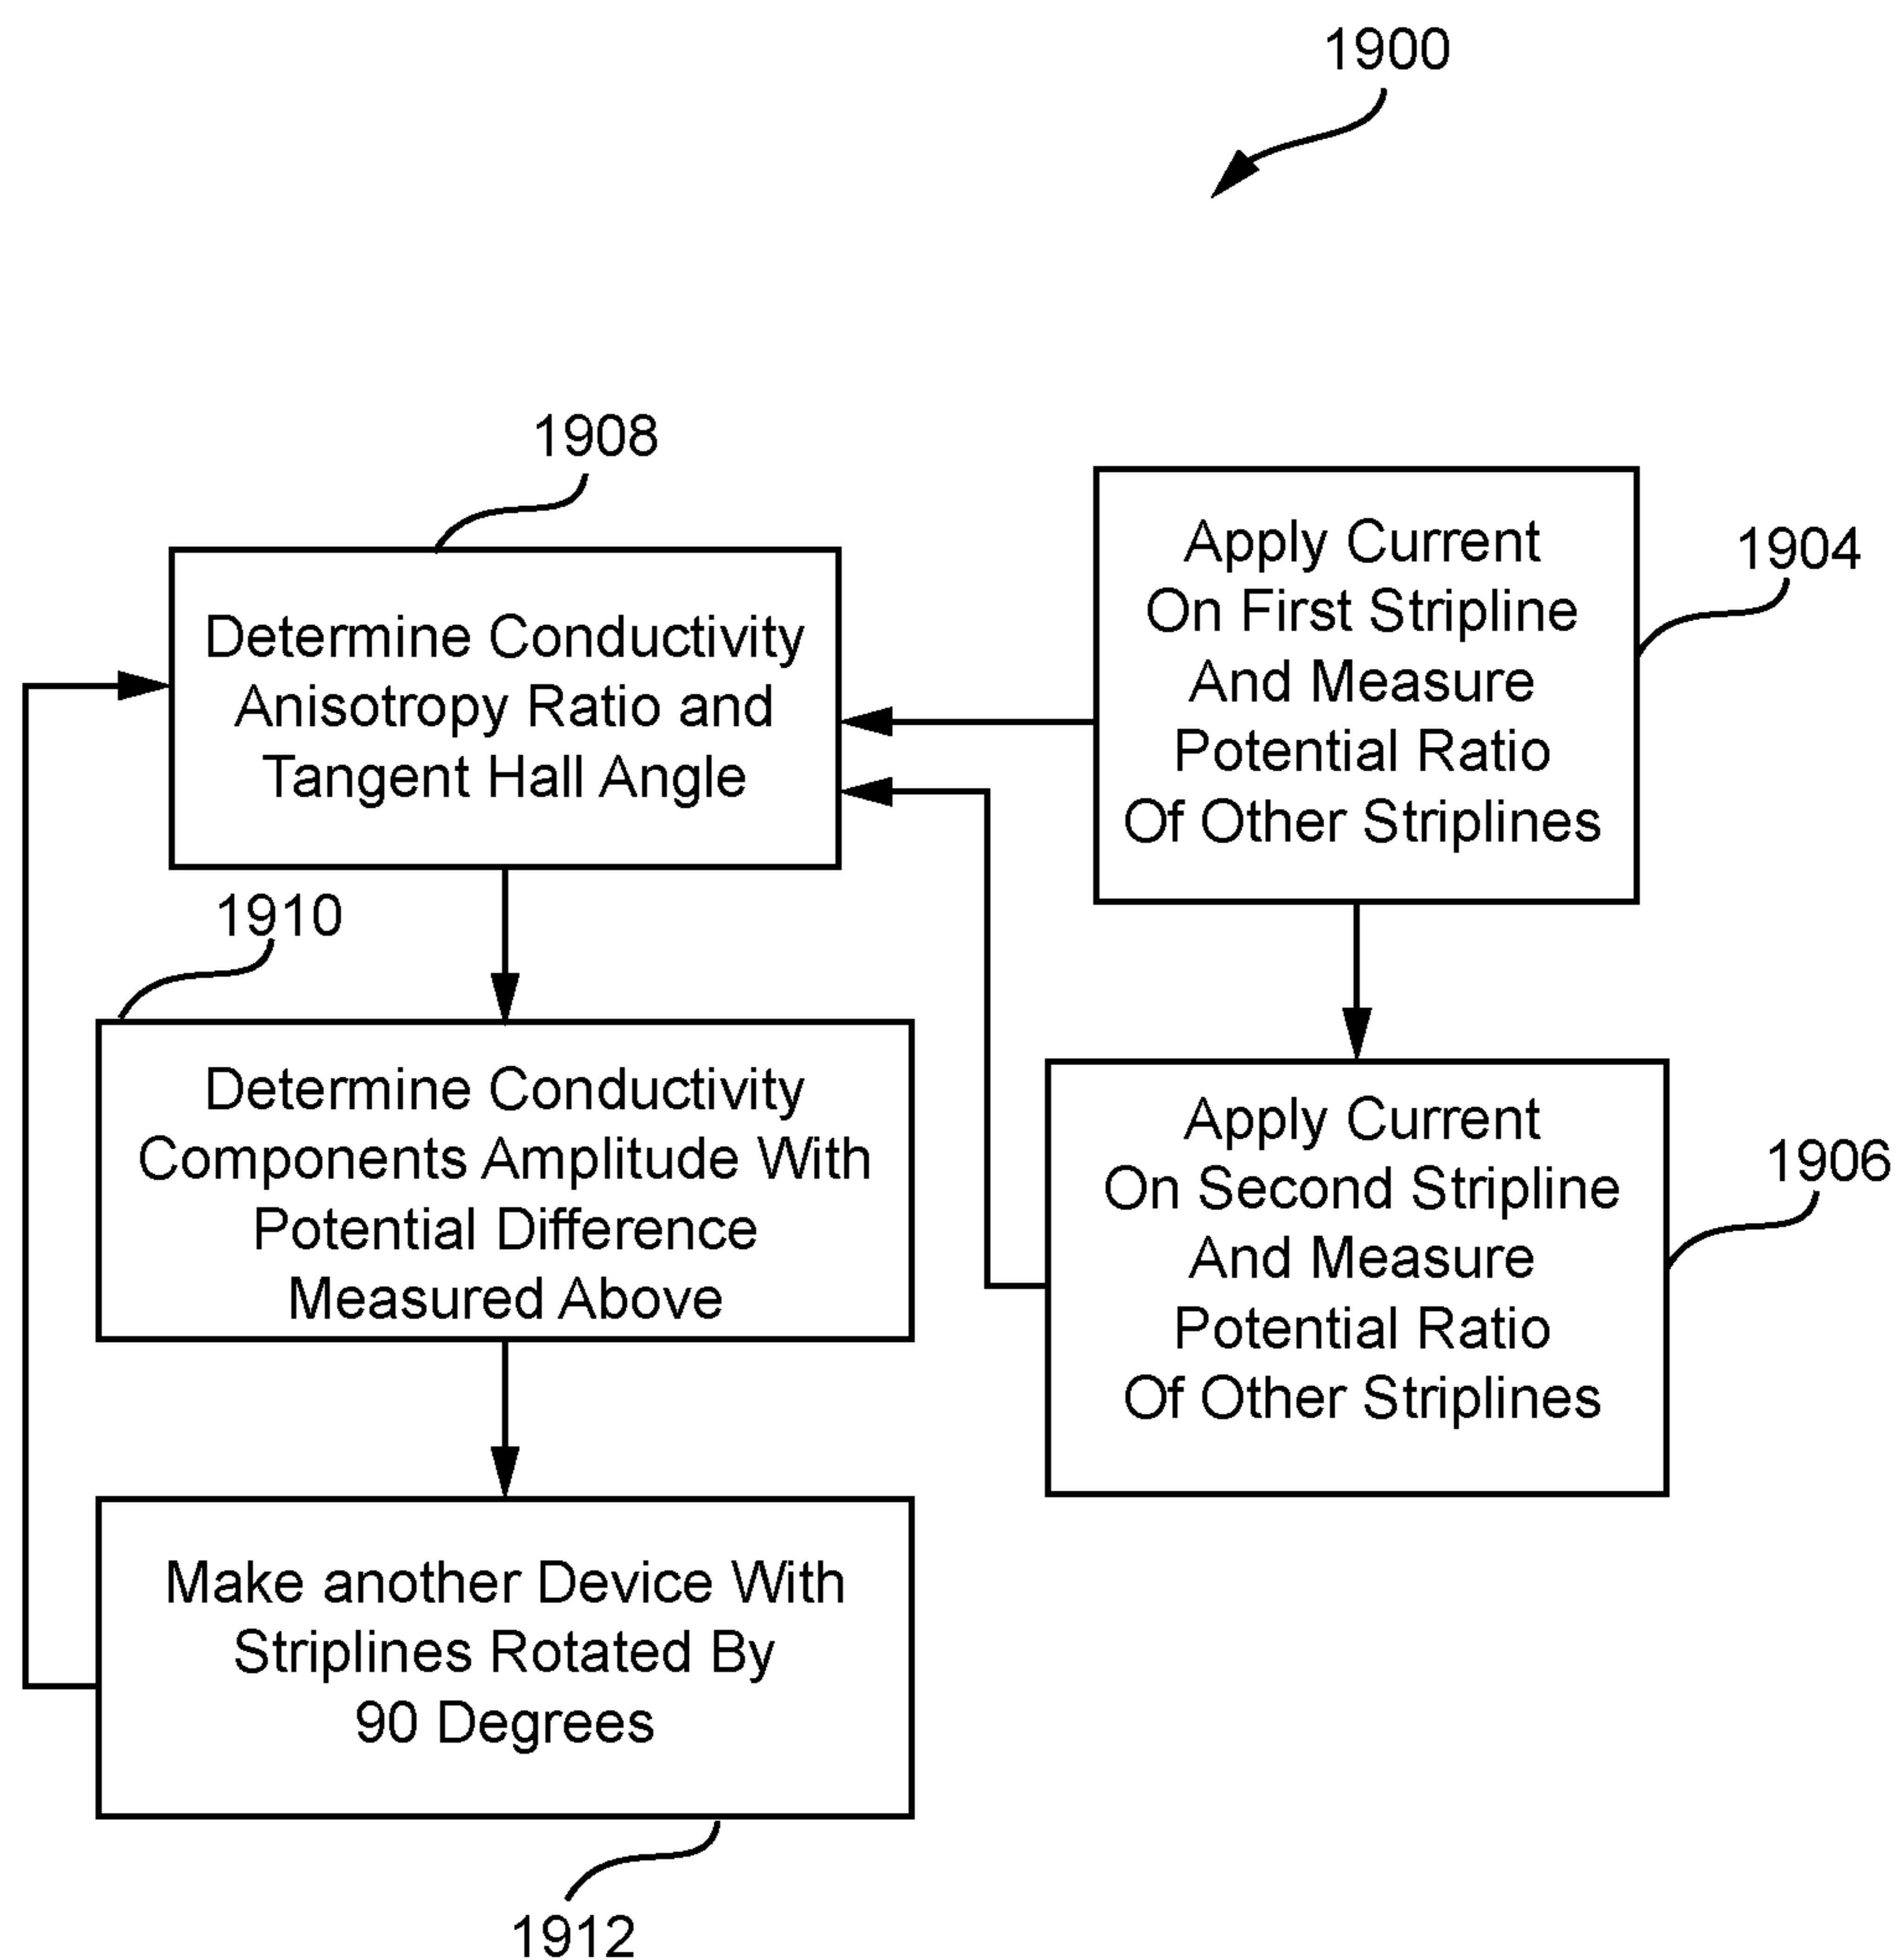 1900
1908
Determine Conductivity
Anisotropy Ratio and
Tangent Hall Angle
Apply Current
On First Stripline
And Measure
Potential Ratio
Of Other Striplines
1904
1910
Determine Conductivity
Components Amplitude With
Potential Difference
Measured Above
Apply Current
On Second Stripline
And Measure
Potential Ratio
Of Other Striplines
1906
Make another Device With
Striplines Rotated By
90 Degrees
1912